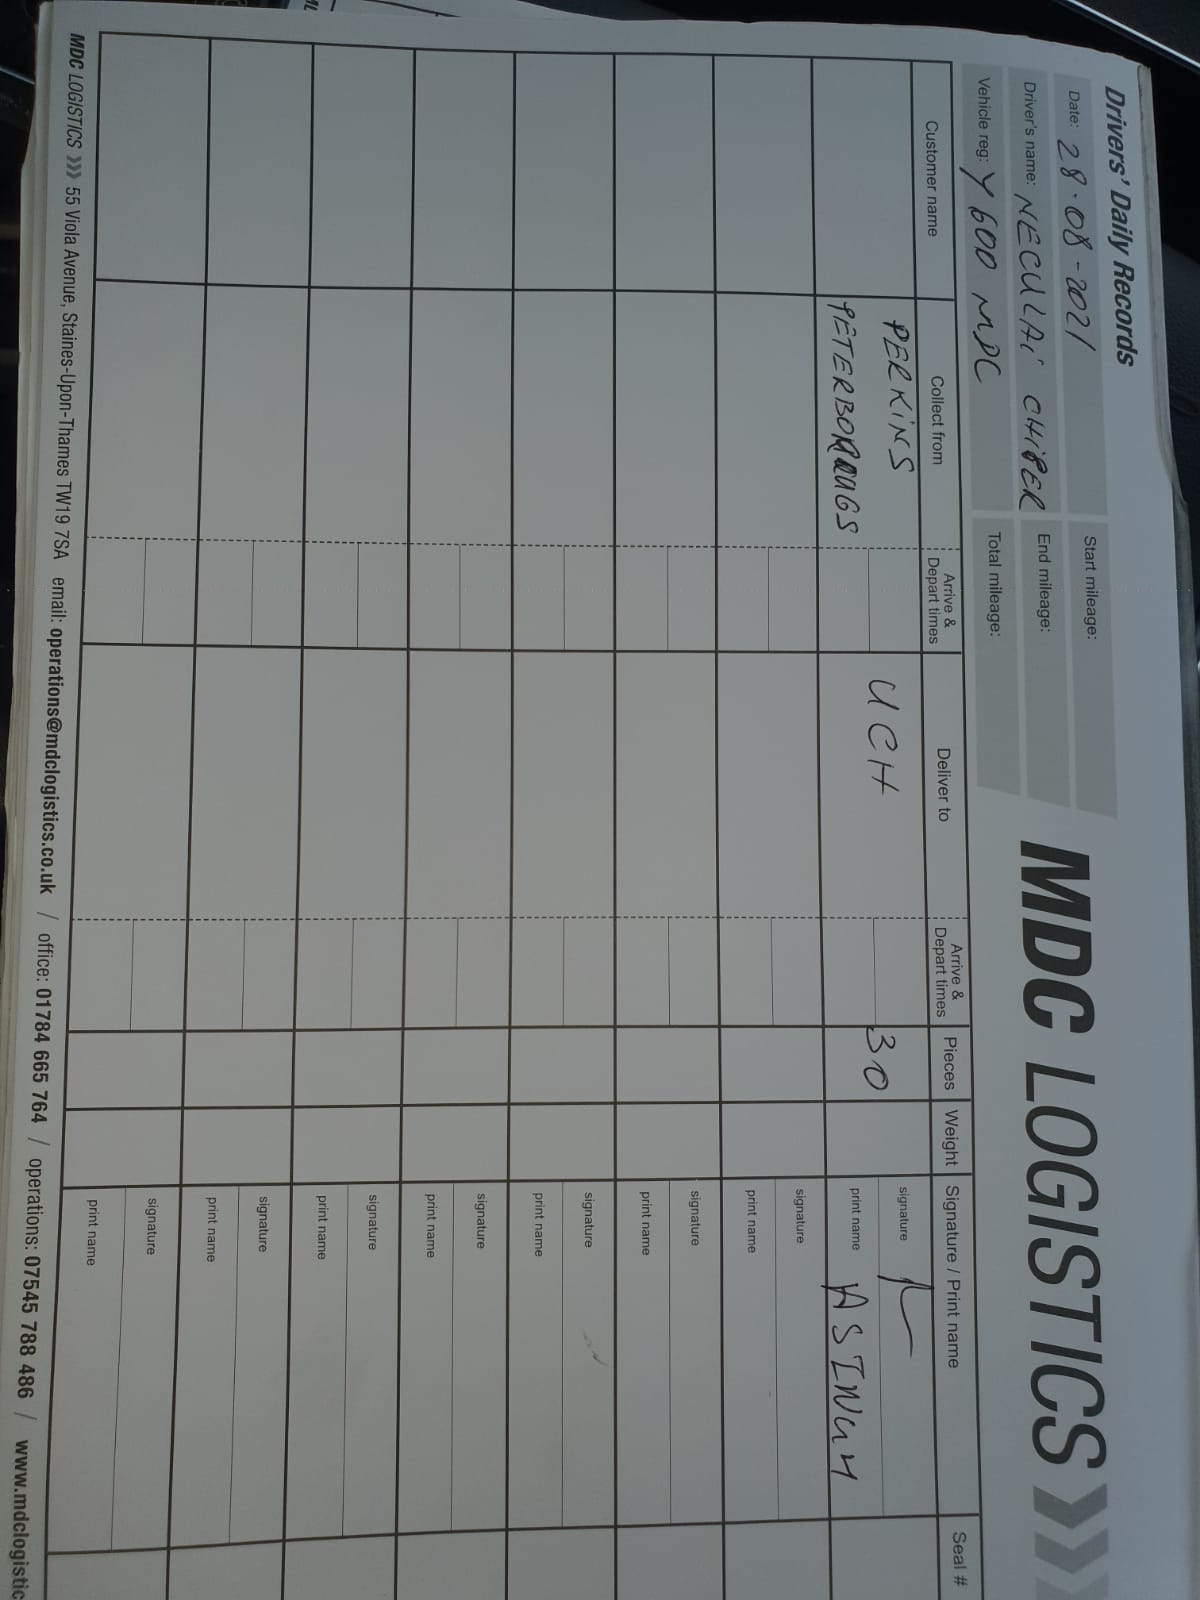 Drivers' Daily Records
Date: 28-08-2021
Start mileage:
Driver's name: NECULAi CHiPER
End mileage:
Vehicle reg: Y600 MDC
Total mileage:
MDC LOGISTICS
Customer name
Collect from
Arrive & Depart times
Deliver to
Arrive & Depart times
Pieces
Weight
Signature / Print name
Seal #
PERKiNS
UCH
30
signature
print name ASINGH
signature
print name
signature
print name
signature
print name
signature
print name
signature
print name
signature
print name
signature
print name
MDC LOGISTICS 55 Viola Avenue, Staines-Upon-Thames TW19 7SA email: operations@mdclogistics.co.uk / office: 01784 665 764 / operations: 07545 788 486 / www.mdclogistic